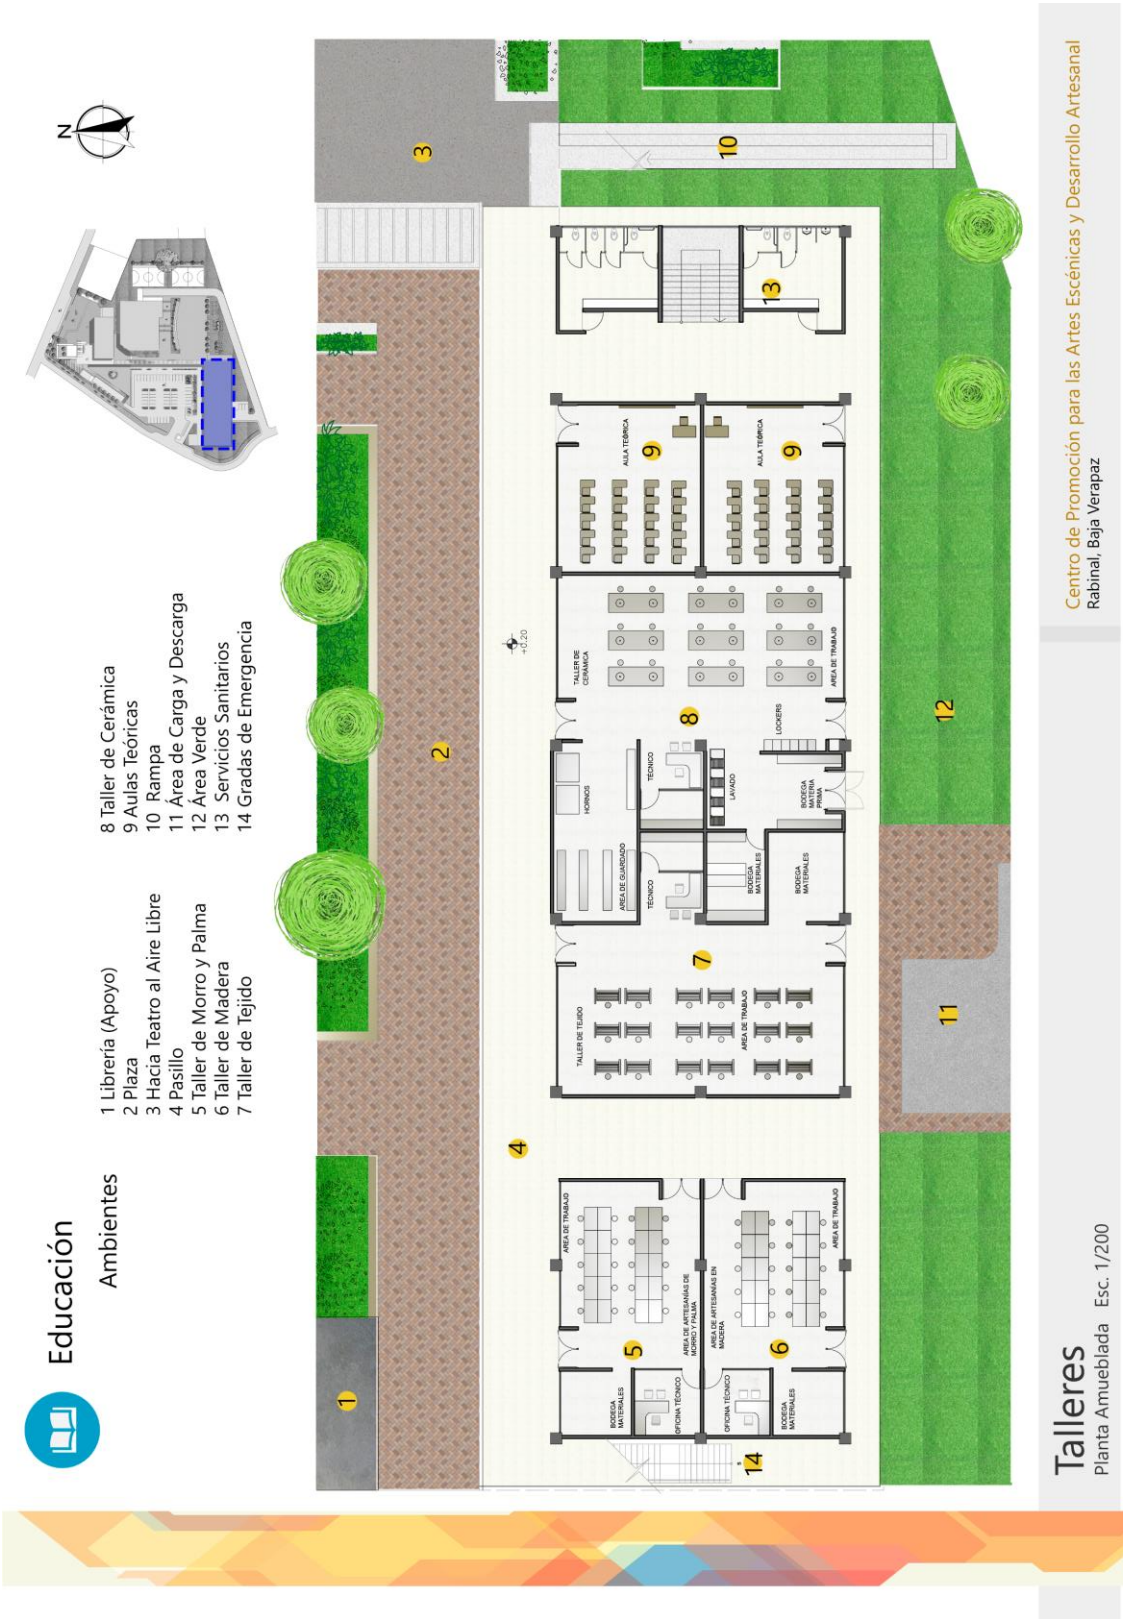 Educación
Ambientes
1 Librería (Apoyo)
2 Plaza
3 Hacia Teatro al Aire Libre
4 Pasillo
5 Taller de Morro y Palma
6 Taller de Madera
7 Taller de Tejido
8 Taller de Cerámica
9 Aulas Teóricas
10 Rampa
11 Área de Carga y Descarga
12 Área Verde
13 Servicios Sanitarios
14 Gradas de Emergencia
N
1
2
3
4
+0.20
BODEGA
MATERIALES
OFICINA TÉCNICO
5
AREA DE TRABAJO
AREA DE ARTESANÍAS DE
MORRO Y PALMA
AREA DE ARTESANÍAS EN
MADERA
OFICINA TÉCNICO
6
AREA DE TRABAJO
BODEGA
MATERIALES
14
TALLER DE TEJIDO
7
AREA DE TRABAJO
AREA DE GUARDADO
HORNOS
TÉCNICO
TÉCNICO
BODEGA
MATERIALES
LAVADO
BODEGA
MATERIALES
BODEGA
MATERIA
PRIMA
TALLER DE
CERÁMICA
8
LOCKERS
AREA DE TRABAJO
AULA TEÓRICA
9
AULA TEÓRICA
9
13
10
11
12
Talleres
Planta Amueblada Esc. 1/200
Centro de Promoción para las Artes Escénicas y Desarrollo Artesanal
Rabinal, Baja Verapaz